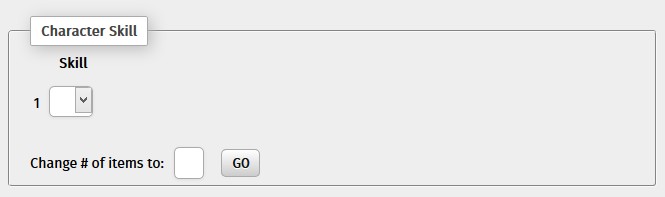 Character Skill
Skill
1
Change # of items to: GO